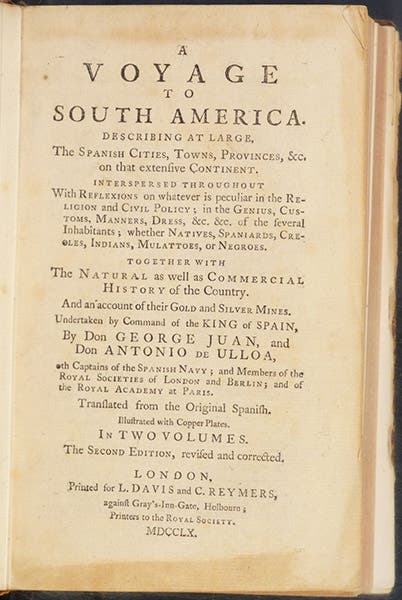 A
VOYAGE
TO
SOUTH AMERICA.
DESCRIBING AT LARGE,
The SPANISH CITIES, TOWNS, PROVINCES, &c.
on that extenſive CONTINENT.
INTERSPERSED THROUGHOUT
With REFLEXIONS on whatever is peculiar in the RE-
LIGION and CIVIL POLICY; in the GENIUS, CUS-
TOMS, MANNERS, DRESS, &c. &c. of the ſeveral
Inhabitants; whether NATIVES, SPANIARDS, CRE-
OLES, INDIANS, MULATTOES, or NEGROES.
TOGETHER WITH
The NATURAL as well as COMMERCIAL
HISTORY of the Country.
And an account of their GOLD and SILVER MINES.
Undertaken by Command of the KING of SPAIN,
By Don GEORGE JUAN, and
Don ANTONIO DE ULLOA,
oth Captains of the SPANISH NAVY; and Members of the
ROYAL SOCIETIES of LONDON and BERLIN; and of
the ROYAL ACADEMY at PARIS.
Tranſlated from the Original Spaniſh.
Illuſtrated with Copper Plates.
IN TWO VOLUMES.
The SECOND EDITION, reviſed and corrected.
LONDON,
Printed for L. DAVIS and C. REYMERS,
againſt Gray's-Inn-Gate, Holbourn;
Printers to the ROYAL SOCIETY.
MDCCLX.